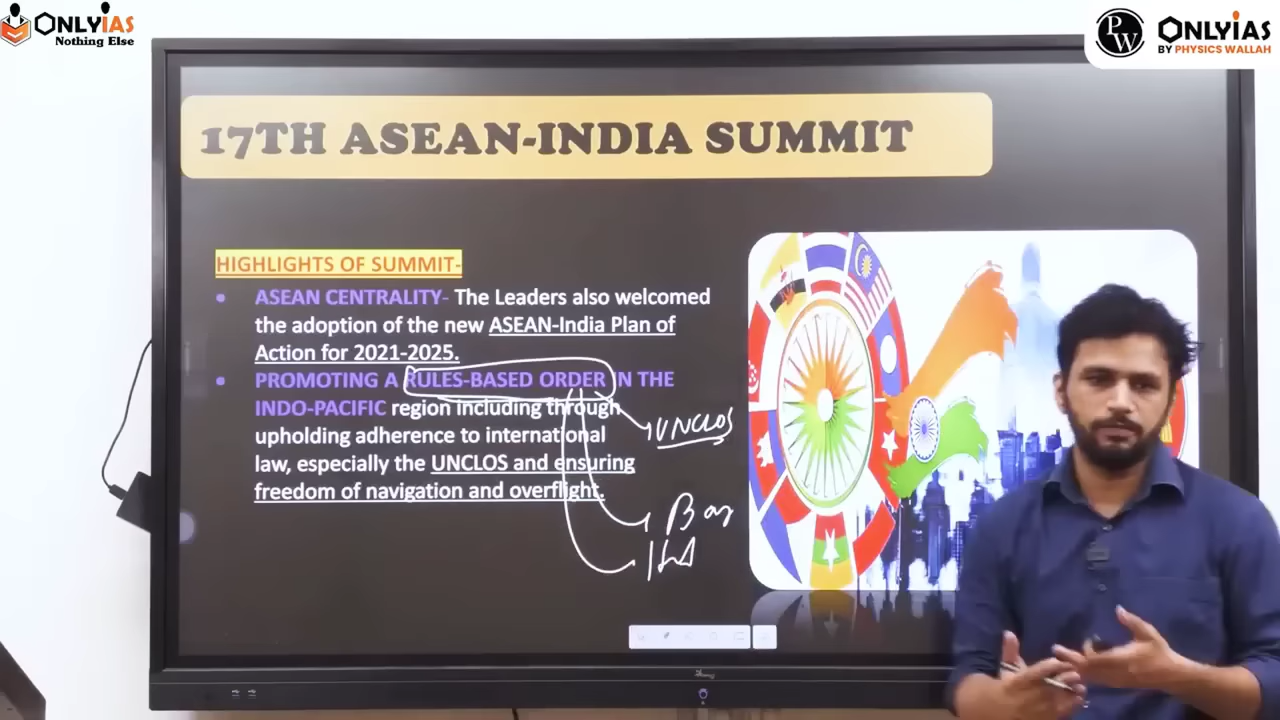 ONLYIAS
Nothing Else
PW
ONLYIAS
BY PHYSICS WALLAH
17TH ASEAN-INDIA SUMMIT
HIGHLIGHTS OF SUMMIT-
• ASEAN CENTRALITY- The Leaders also welcomed
the adoption of the new ASEAN-India Plan of
Action for 2021-2025.
• PROMOTING A RULES-BASED ORDER IN THE
INDO-PACIFIC region including through
upholding adherence to international
law, especially the UNCLOS and ensuring
freedom of navigation and overflight.
UNCLOS